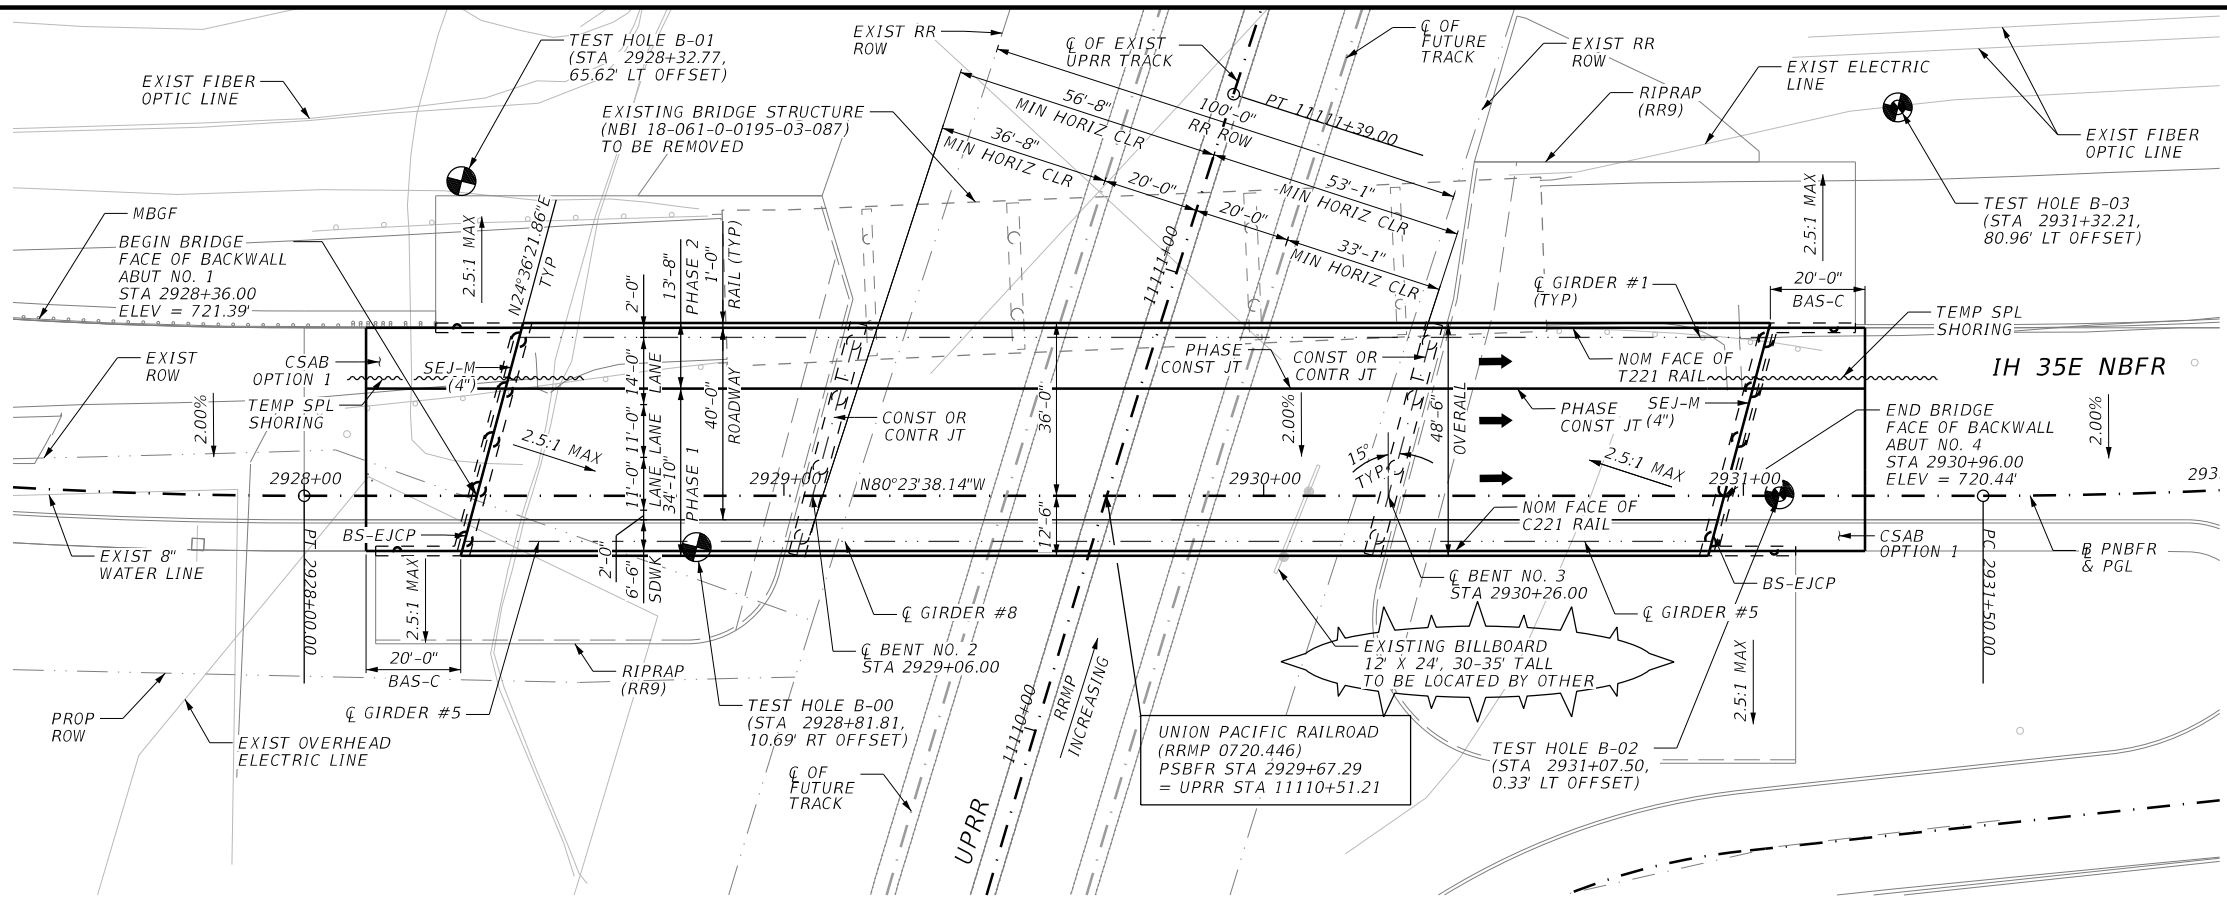 TEST HOLE B-01
(STA 2928+32.77,
65.62' LT OFFSET)
EXIST FIBER
OPTIC LINE
EXISTING BRIDGE STRUCTURE
(NBI 18-061-0-0195-03-087)
TO BE REMOVED
EXIST RR
ROW
℄ OF EXIST
UPRR TRACK
℄ OF
FUTURE
TRACK
EXIST RR
ROW
RIPRAP
(RR9)
EXIST ELECTRIC
LINE
EXIST FIBER
OPTIC LINE
TEST HOLE B-03
(STA 2931+32.21,
80.96' LT OFFSET)
100'-0"
RR ROW
PT 11111+39.00
56'-8"
MIN HORIZ CLR
53'-1"
MIN HORIZ CLR
36'-8"
MIN HORIZ CLR
20'-0"
20'-0"
33'-1"
MIN HORIZ CLR
11111+00
MBGF
BEGIN BRIDGE
FACE OF BACKWALL
ABUT NO. 1
STA 2928+36.00
ELEV = 721.39'
2.5:1 MAX
N24°36'21.86"E
TYP
2'-0"
13'-8"
PHASE 2
1'-0"
RAIL (TYP)
2.5:1 MAX
20'-0"
BAS-C
℄ GIRDER #1
(TYP)
TEMP SPL
SHORING
EXIST
ROW
CSAB
OPTION 1
SEJ-M
(4")
TEMP SPL
SHORING
2.00%
14'-0"
LANE
11'-0"
LANE
11'-0"
LANE
34'-10"
PHASE 1
40'-0"
ROADWAY
2'-0"
6'-6"
SDWK
PHASE
CONST JT
CONST OR
CONTR JT
NOM FACE OF
T221 RAIL
IH 35E NBFR
CONST OR
CONTR JT
36'-0"
12'-6"
2.00%
48'-6"
OVERALL
15°
TYP
PHASE
CONST JT
SEJ-M
(4")
END BRIDGE
FACE OF BACKWALL
ABUT NO. 4
STA 2930+96.00
ELEV = 720.44'
2.00%
2.5:1 MAX
2.5:1 MAX
2928+00
2929+00
N80°23'38.14"W
2930+00
2931+00
293
NOM FACE OF
C221 RAIL
BS-EJCP
PT 2928+00.00
EXIST 8"
WATER LINE
2.5:1 MAX
20'-0"
BAS-C
CSAB
OPTION 1
PC 2931+50.00
℄ PNBFR
& PGL
BS-EJCP
℄ BENT NO. 3
STA 2930+26.00
℄ GIRDER #5
℄ GIRDER #8
℄ BENT NO. 2
STA 2929+06.00
RIPRAP
(RR9)
EXISTING BILLBOARD
12' X 24', 30-35' TALL
TO BE LOCATED BY OTHER
2.5:1 MAX
PROP
ROW
EXIST OVERHEAD
ELECTRIC LINE
℄ GIRDER #5
TEST HOLE B-00
(STA 2928+81.81,
10.69' RT OFFSET)
℄ OF
FUTURE
TRACK
UPRR
11110+00
RRMP
INCREASING
UNION PACIFIC RAILROAD
(RRMP 0720.446)
PSBFR STA 2929+67.29
= UPRR STA 11110+51.21
TEST HOLE B-02
(STA 2931+07.50,
0.33' LT OFFSET)